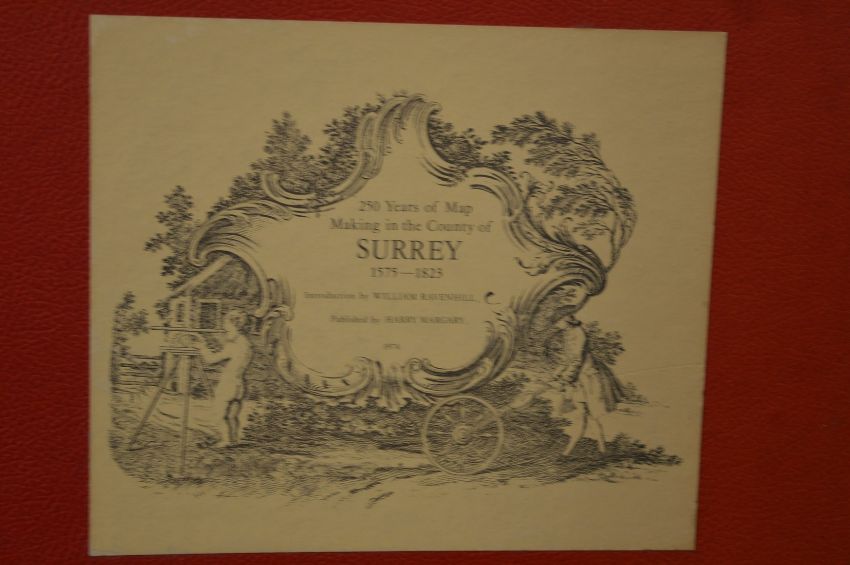 250 Years of Map
Making in the County of
SURREY
1575—1823
Introduction by WILLIAM RAVENHILL
Published by HARRY MARGARY
1974